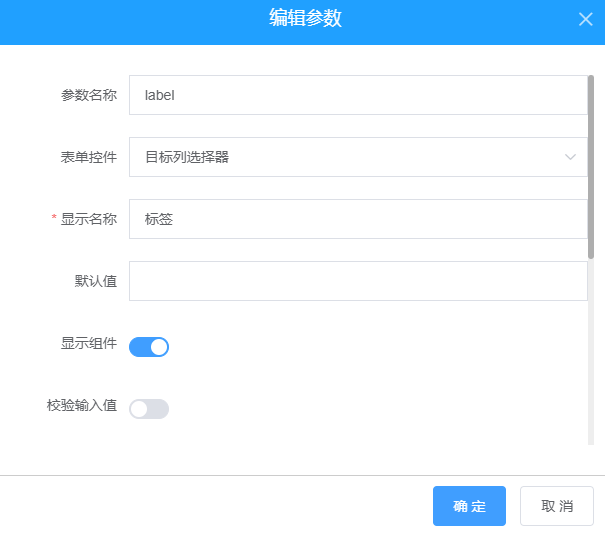 编辑参数
参数名称 label
表单控件 目标列选择器
* 显示名称 标签
默认值
显示组件
校验输入值
确 定 取 消